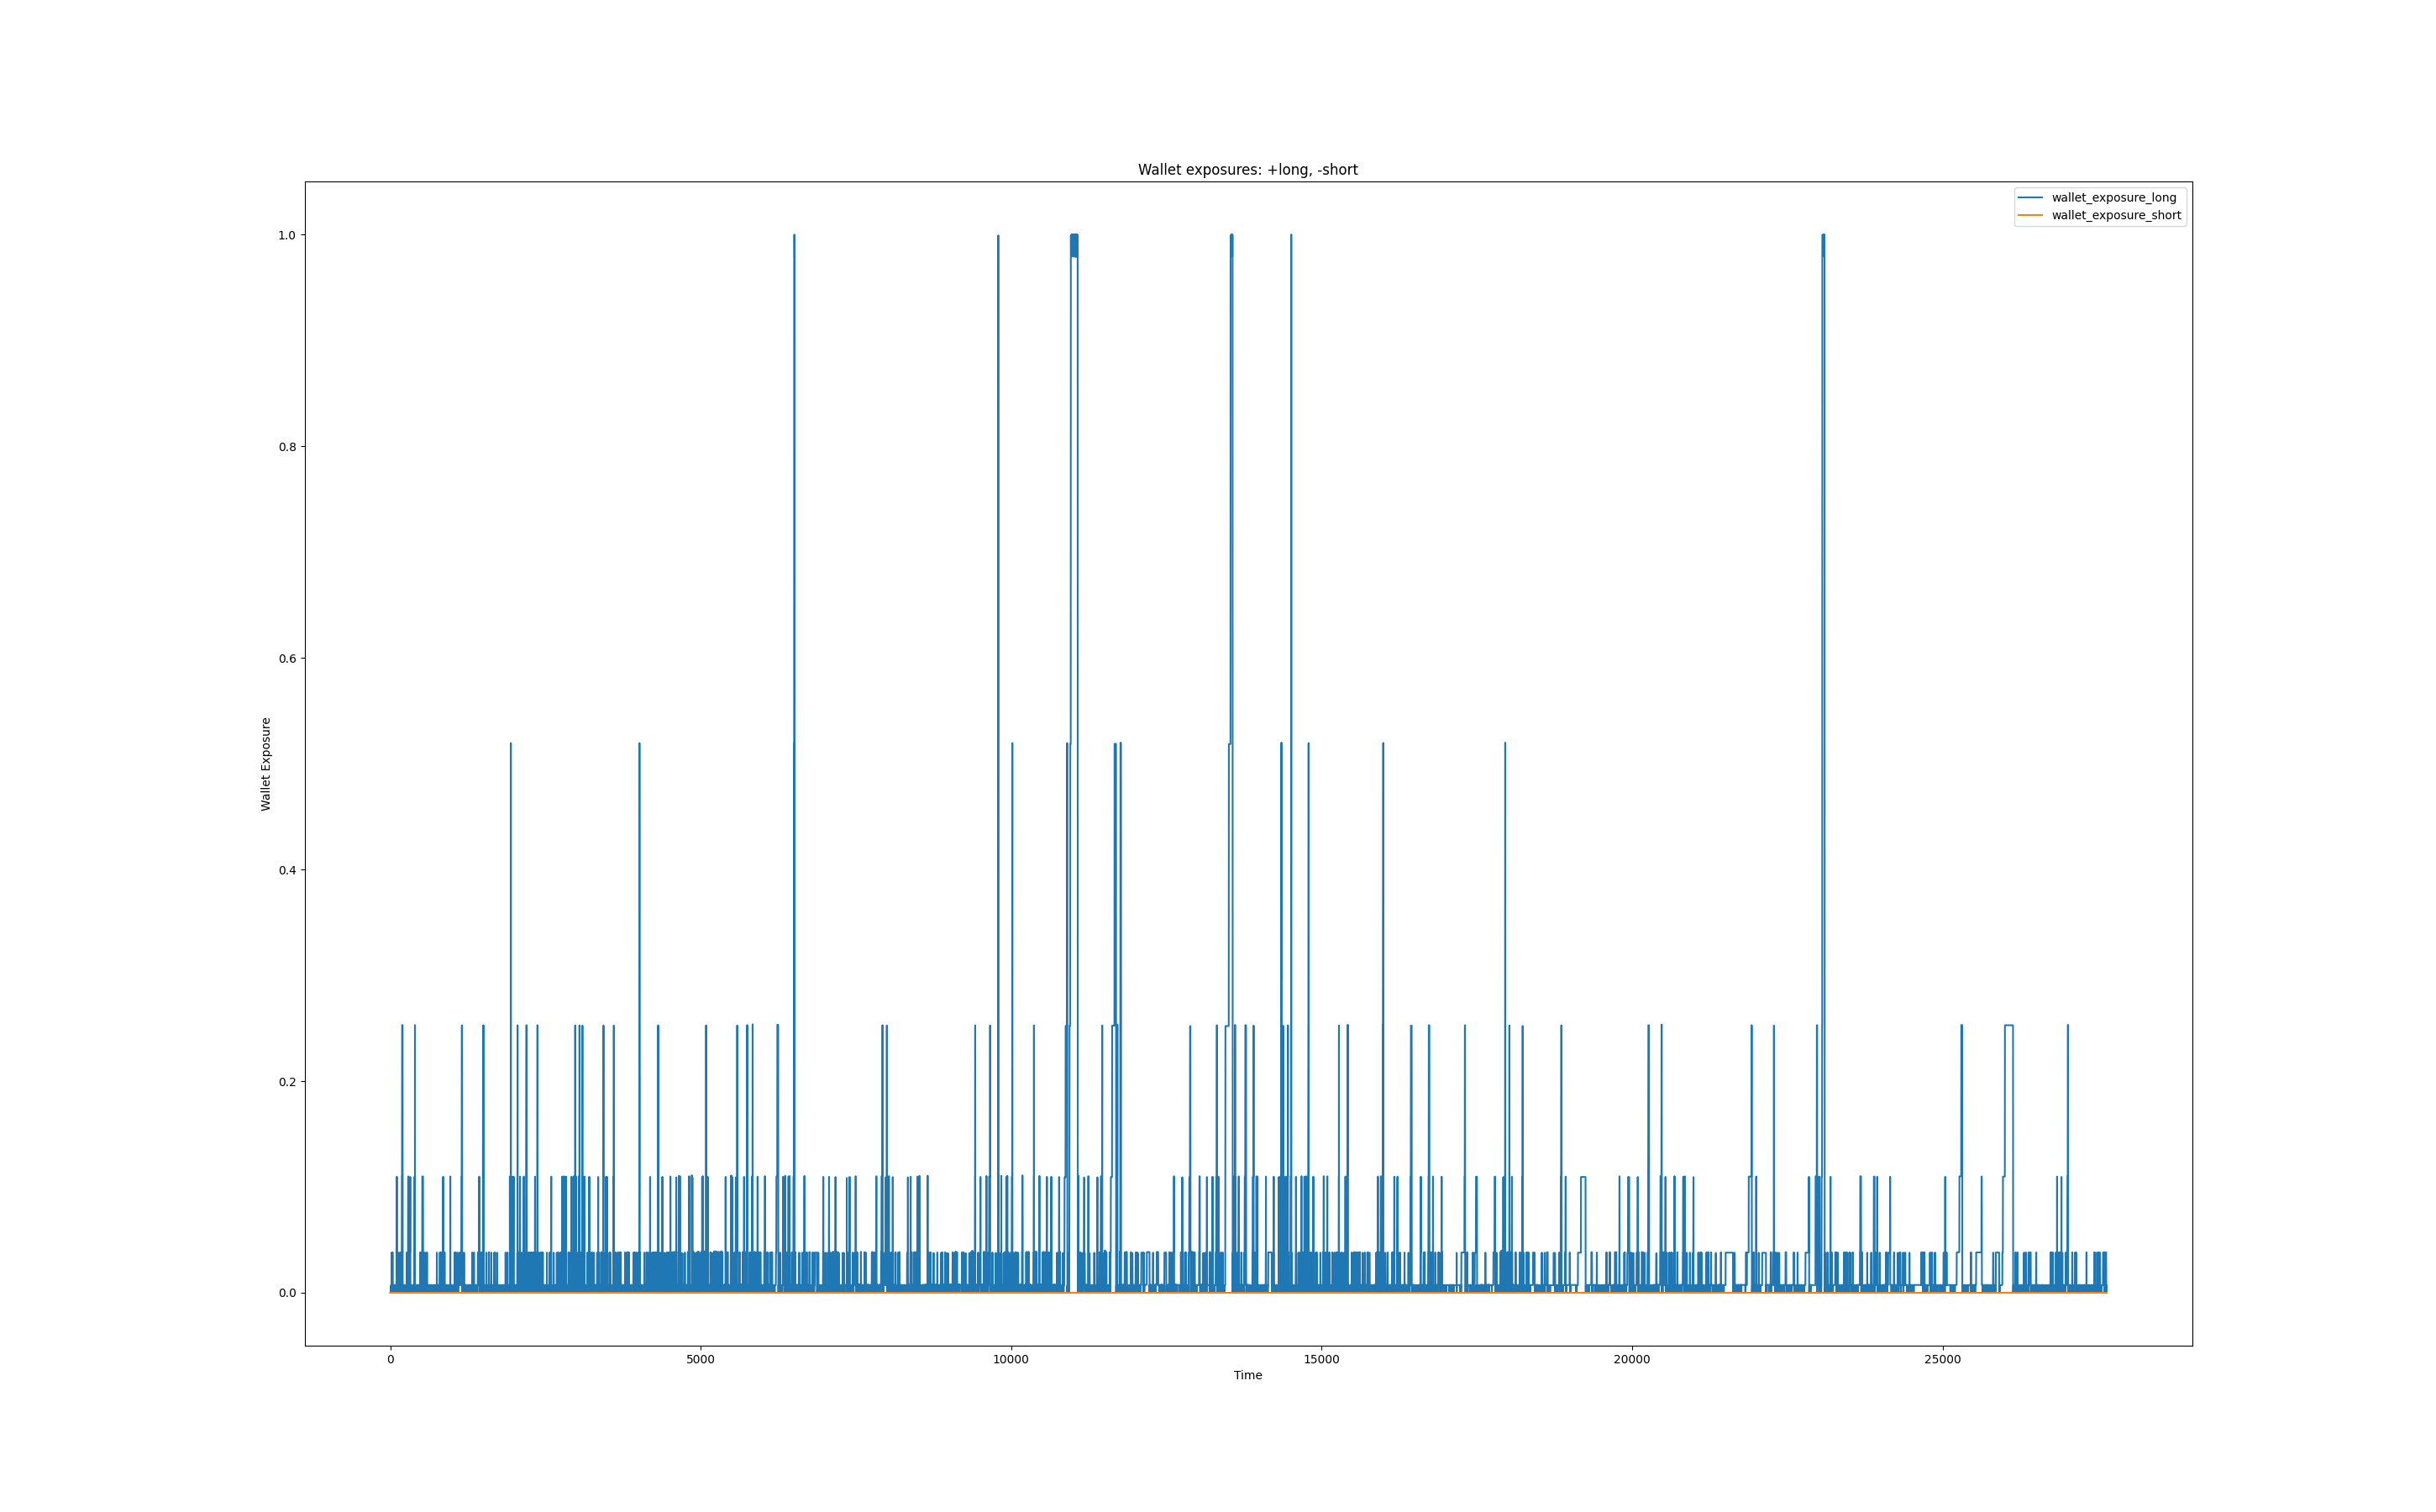 Wallet exposures: +long, -short
wallet_exposure_long
wallet_exposure_short
1.0
0.8
0.6
0.4
0.2
0.0
Wallet Exposure
0 5000 10000 15000 20000 25000
Time